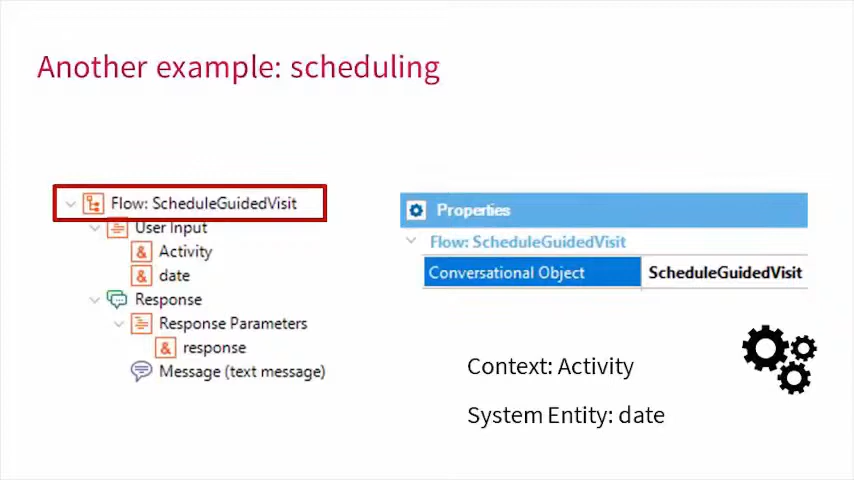 Another example: scheduling
Flow: ScheduleGuidedVisit
User Input
& Activity
& date
Response
Response Parameters
& response
Message (text message)
Properties
Flow: ScheduleGuidedVisit
Conversational Object ScheduleGuidedVisit
Context: Activity
System Entity: date